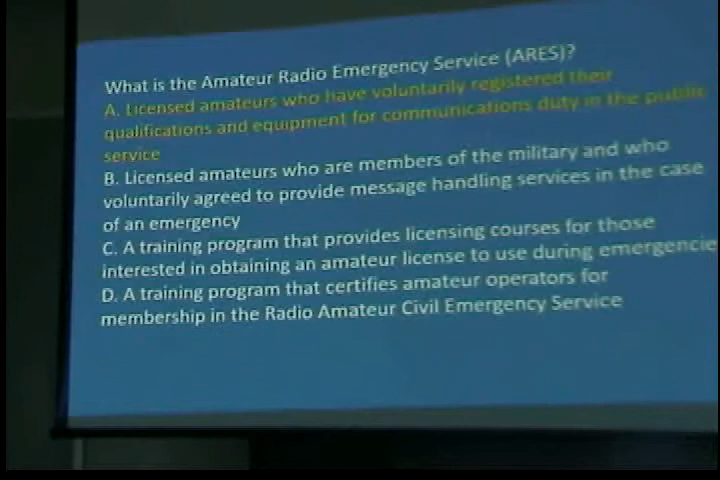 What is the Amateur Radio Emergency Service (ARES)?
A. Licensed amateurs who have voluntarily registered their
qualifications and equipment for communications duty in the public
service
B. Licensed amateurs who are members of the military and who
voluntarily agreed to provide message handling services in the case
of an emergency
C. A training program that provides licensing courses for those
interested in obtaining an amateur license to use during emergencie
D. A training program that certifies amateur operators for
membership in the Radio Amateur Civil Emergency Service